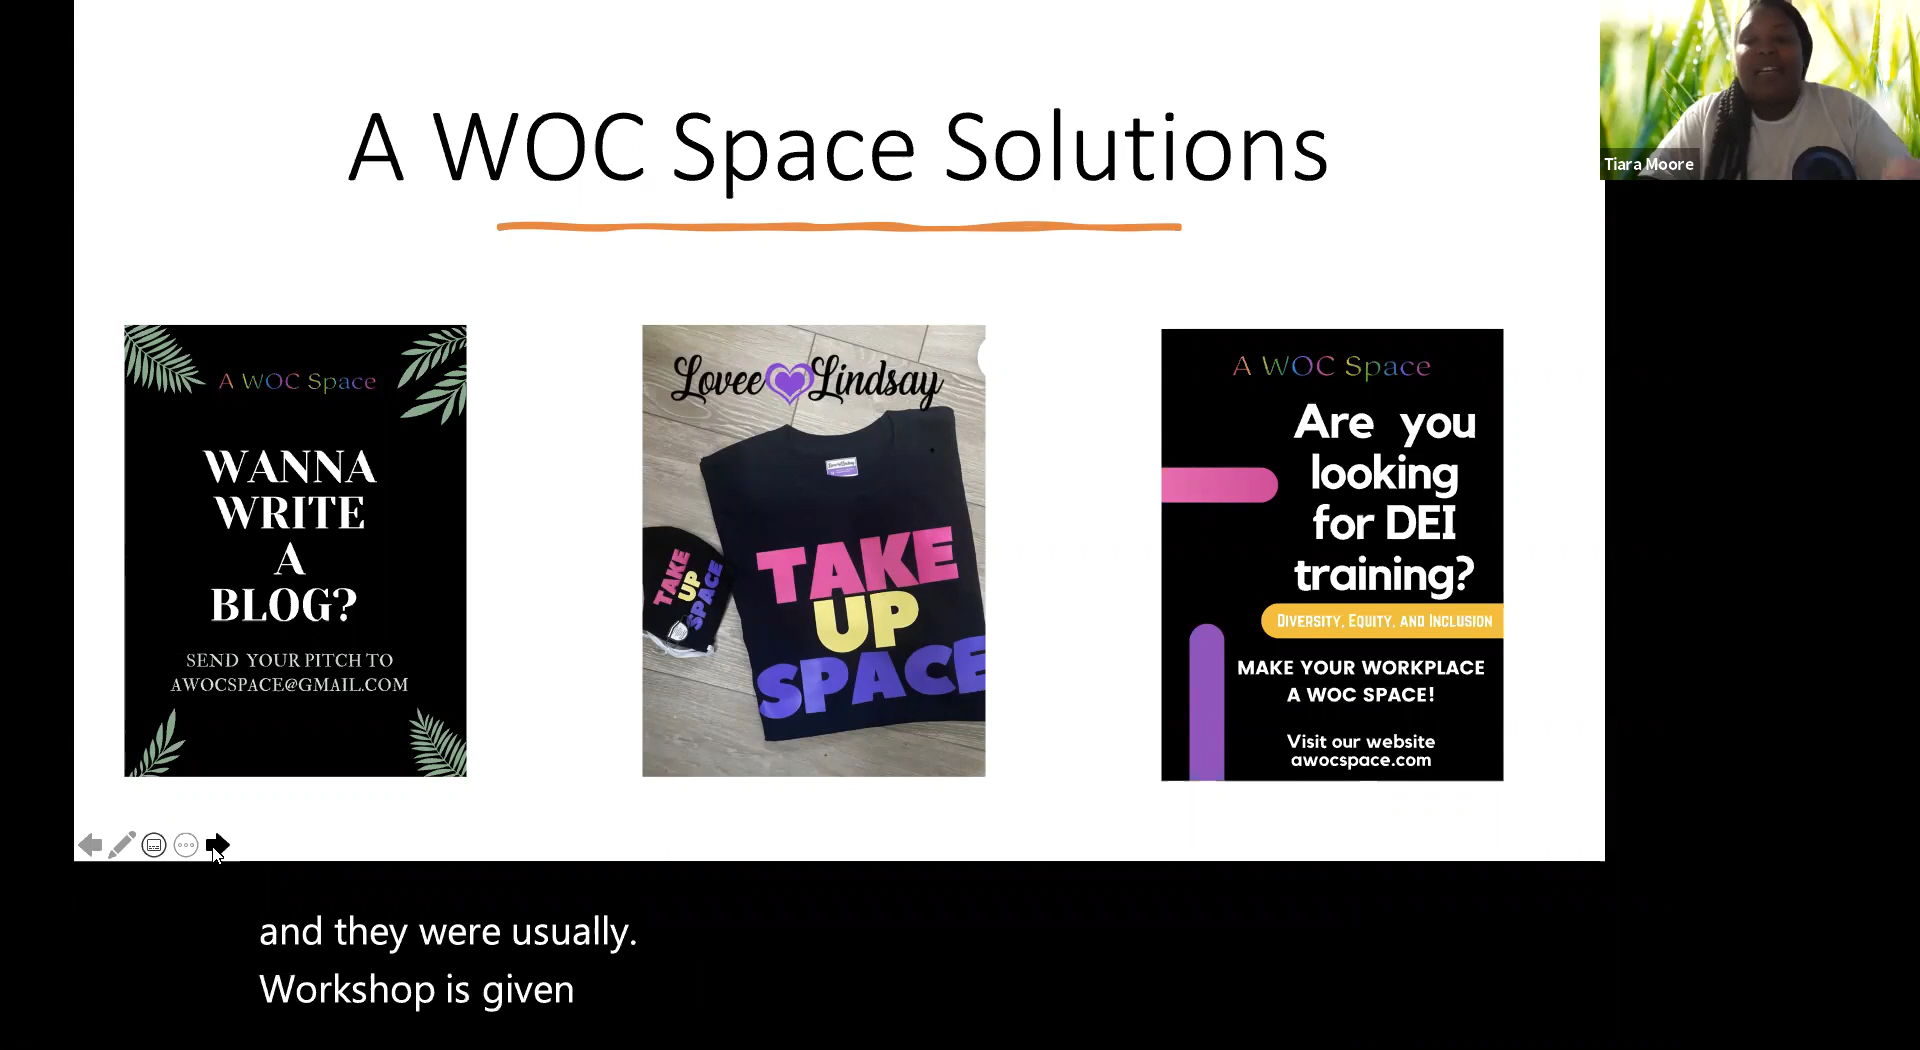 A WOC Space Solutions
Tiara Moore
A WOC Space
WANNA
WRITE
A
BLOG?
SEND YOUR PITCH TO
AWOCSPACE@GMAIL.COM
Lovee Lindsay
TAKE
UP
SPACE
TAKE
UP
SPACE
A WOC Space
Are you
looking
for DEI
training?
DIVERSITY, EQUITY, AND INCLUSION
MAKE YOUR WORKPLACE
A WOC SPACE!
Visit our website
awocspace.com
and they were usually.
Workshop is given